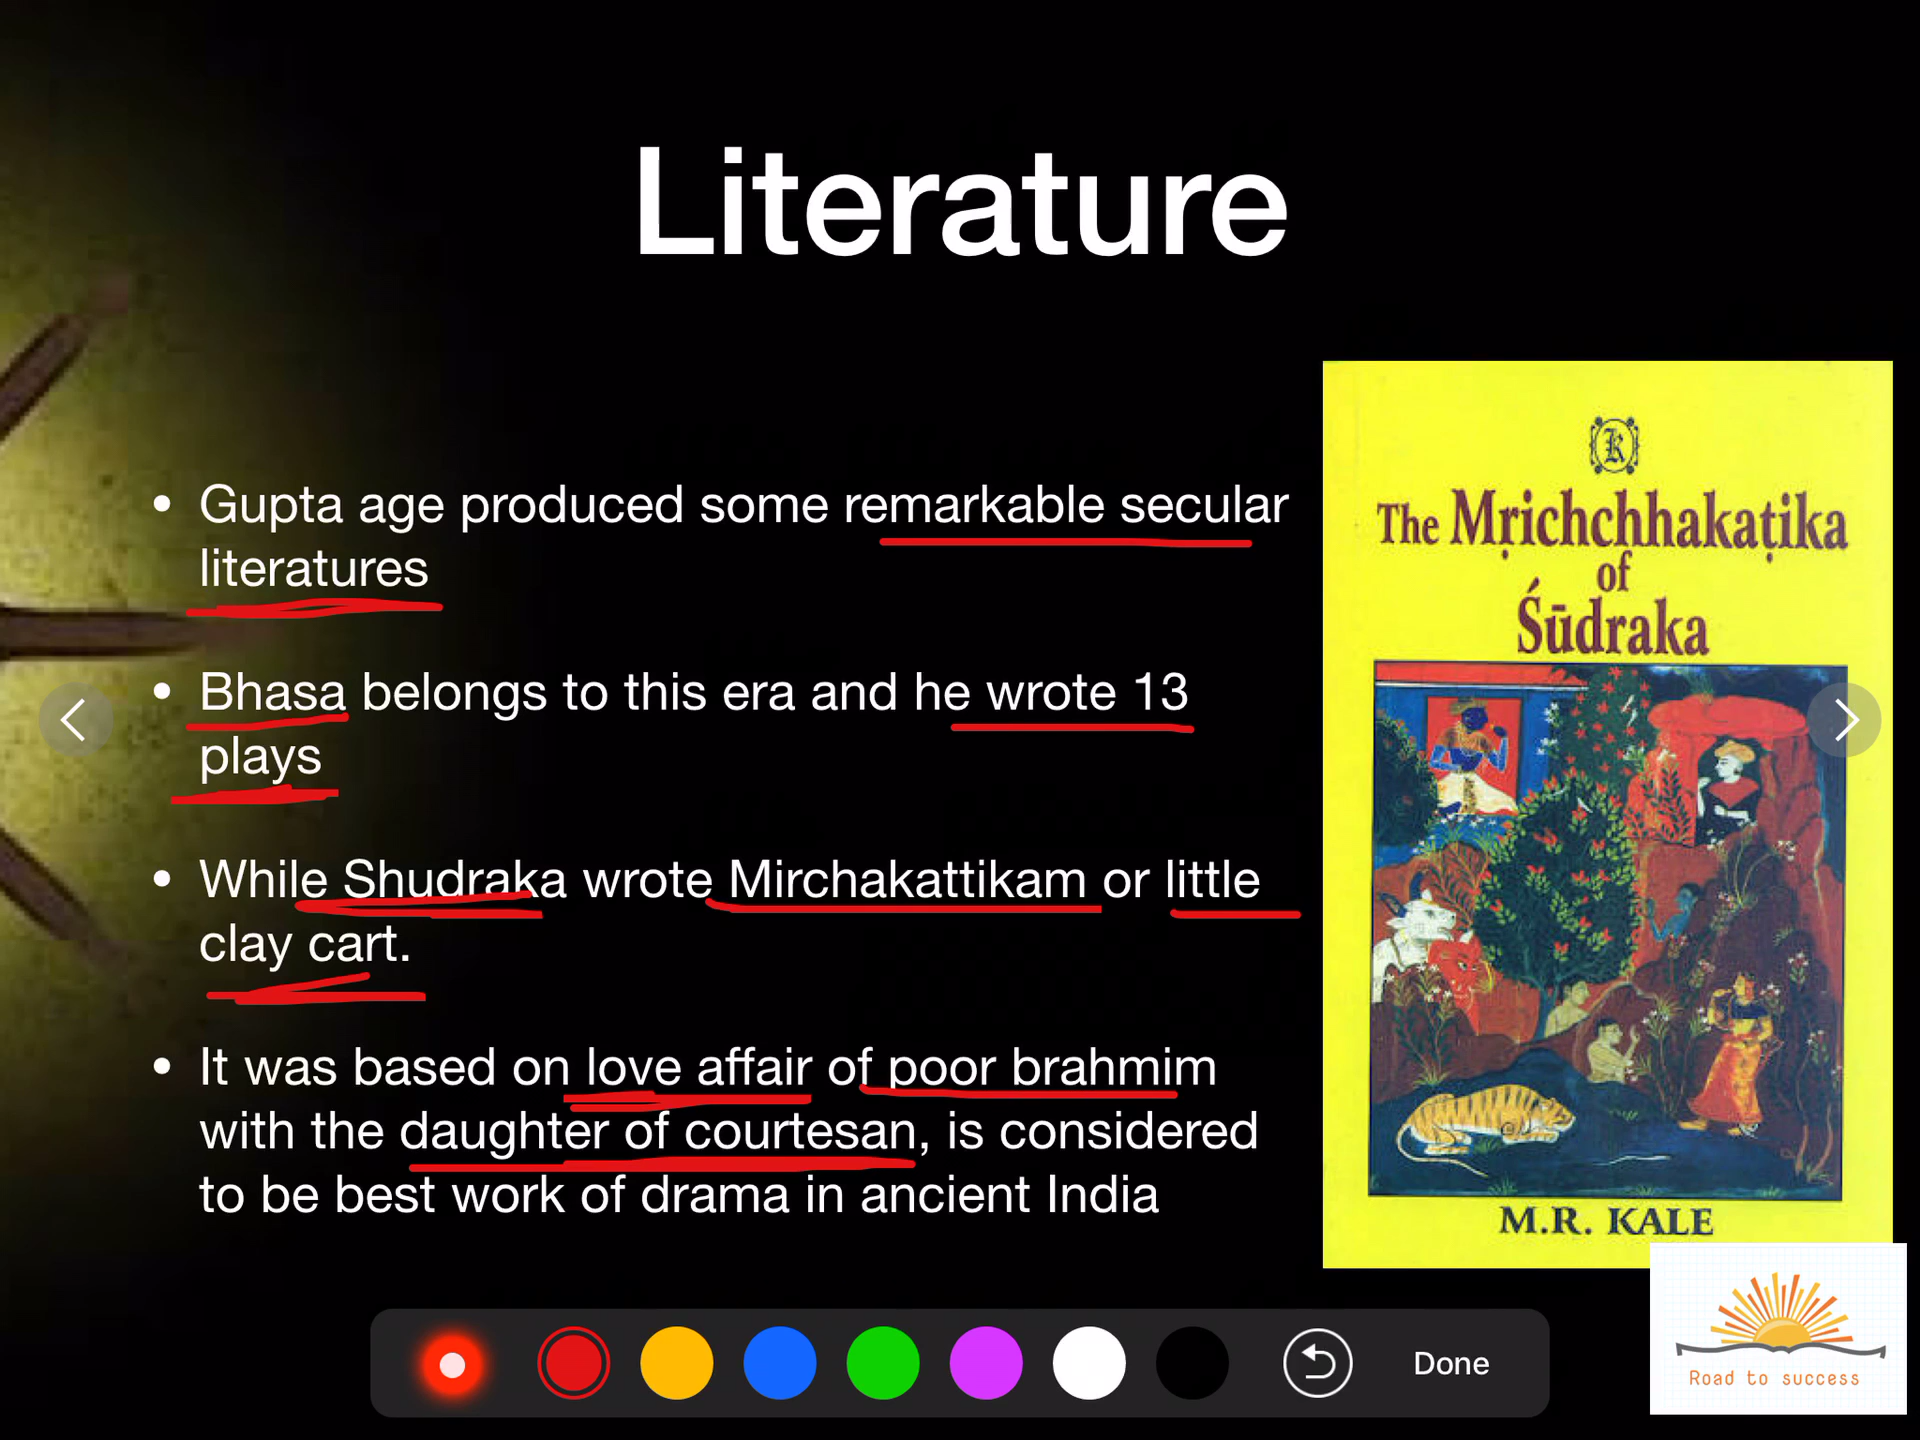 Literature
• Gupta age produced some remarkable secular
literatures
• Bhasa belongs to this era and he wrote 13
plays
• While Shudraka wrote Mirchakattikam or little
clay cart.
• It was based on love affair of poor brahmim
with the daughter of courtesan, is considered
to be best work of drama in ancient India
k
The Mṛichchhakaṭika
of
Śūdraka
M.R. KALE
Done
Road to success